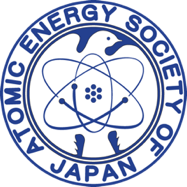 ATOMIC ENERGY SOCIETY OF JAPAN